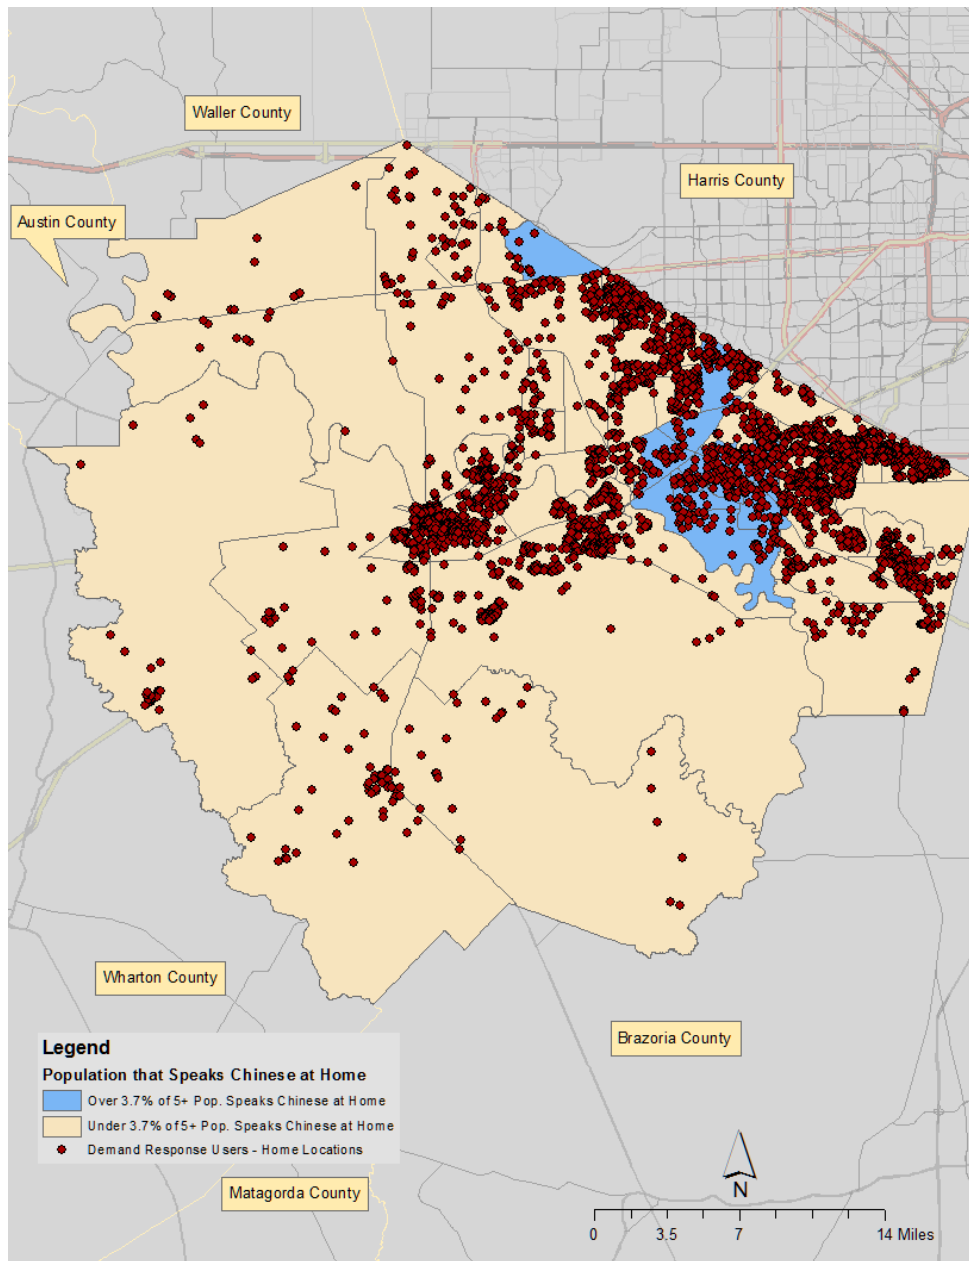 Waller County
Harris County
Austin County
Wharton County
Brazoria County
Legend
Population that Speaks Chinese at Home
Over 3.7% of 5+ Pop. Speaks Chinese at Home
Under 3.7% of 5+ Pop. Speaks Chinese at Home
Demand Response Users - Home Locations
Matagorda County
N
0 3.5 7 14 Miles